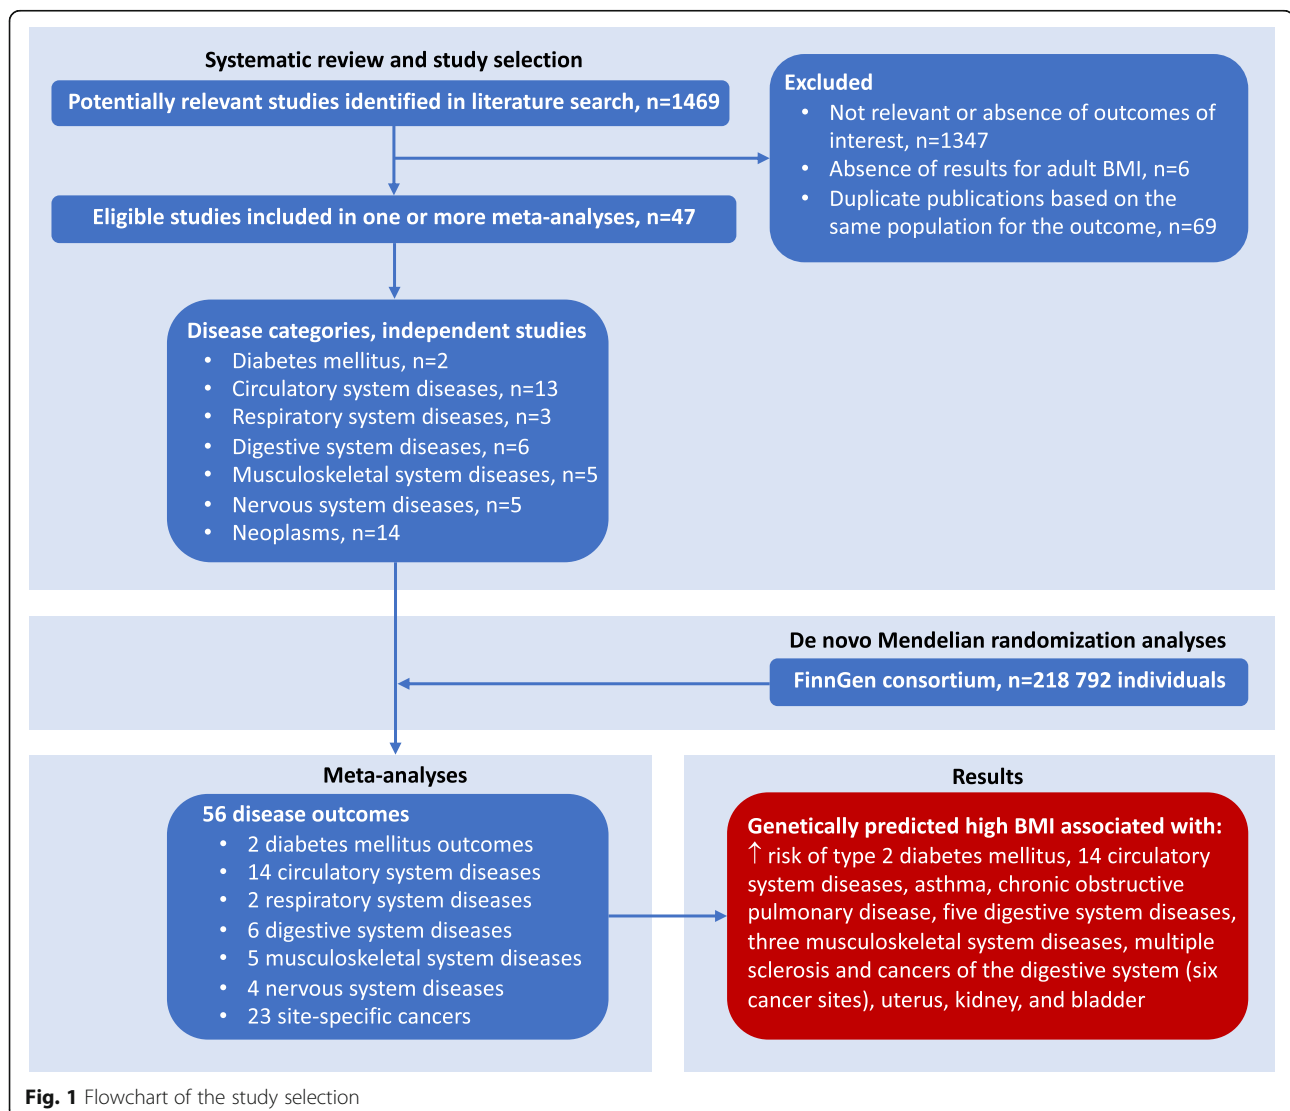 Systematic review and study selection
Potentially relevant studies identified in literature search, n=1469
Excluded
• Not relevant or absence of outcomes of
interest, n=1347
• Absence of results for adult BMI, n=6
• Duplicate publications based on the
same population for the outcome, n=69
Eligible studies included in one or more meta-analyses, n=47
Disease categories, independent studies
• Diabetes mellitus, n=2
• Circulatory system diseases, n=13
• Respiratory system diseases, n=3
• Digestive system diseases, n=6
• Musculoskeletal system diseases, n=5
• Nervous system diseases, n=5
• Neoplasms, n=14
De novo Mendelian randomization analyses
FinnGen consortium, n=218 792 individuals
Meta-analyses
56 disease outcomes
• 2 diabetes mellitus outcomes
• 14 circulatory system diseases
• 2 respiratory system diseases
• 6 digestive system diseases
• 5 musculoskeletal system diseases
• 4 nervous system diseases
• 23 site-specific cancers
Results
Genetically predicted high BMI associated with:
↑ risk of type 2 diabetes mellitus, 14 circulatory
system diseases, asthma, chronic obstructive
pulmonary disease, five digestive system diseases,
three musculoskeletal system diseases, multiple
sclerosis and cancers of the digestive system (six
cancer sites), uterus, kidney, and bladder
Fig. 1 Flowchart of the study selection